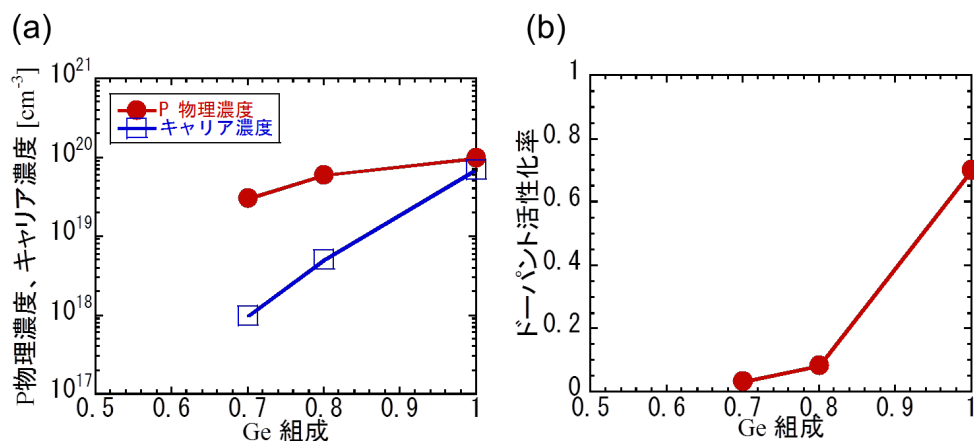 (a)
P物理濃度、キャリア濃度 [cm⁻³]
10²¹
10²⁰
10¹⁹
10¹⁸
10¹⁷
P 物理濃度
キャリア濃度
0.5 0.6 0.7 0.8 0.9 1
Ge 組成
(b)
ドーパント活性化率
1
0.8
0.6
0.4
0.2
0
0.5 0.6 0.7 0.8 0.9 1
Ge 組成